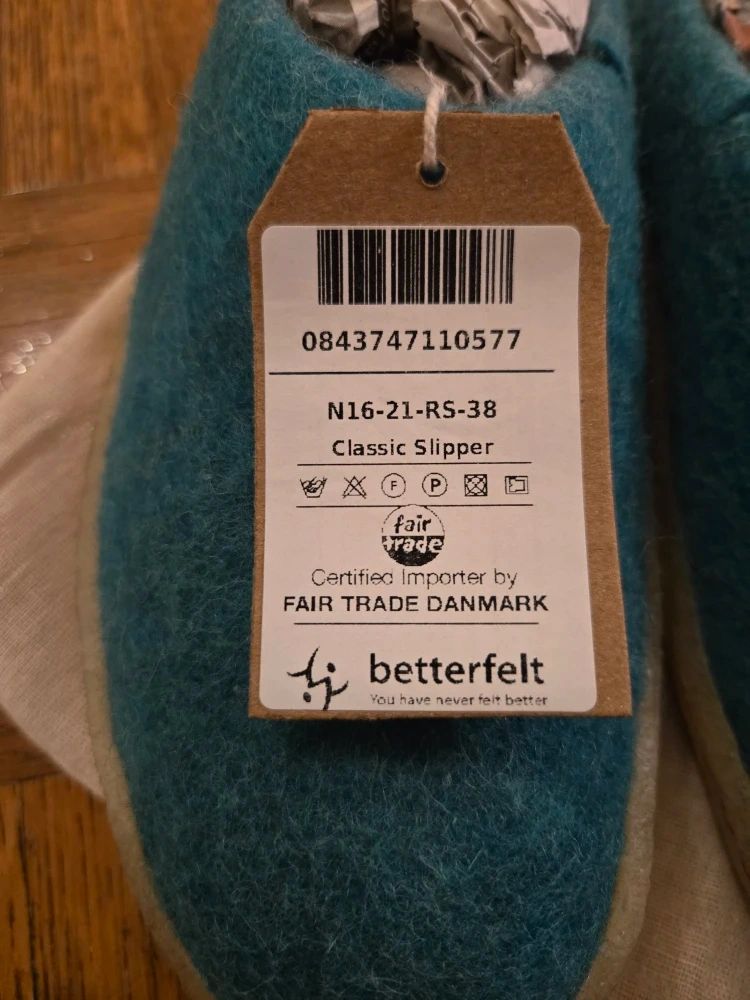 0843747110577
N16-21-RS-38
Classic Slipper
F P
fair
trade
Certified Importer by
FAIR TRADE DANMARK
betterfelt
You have never felt better